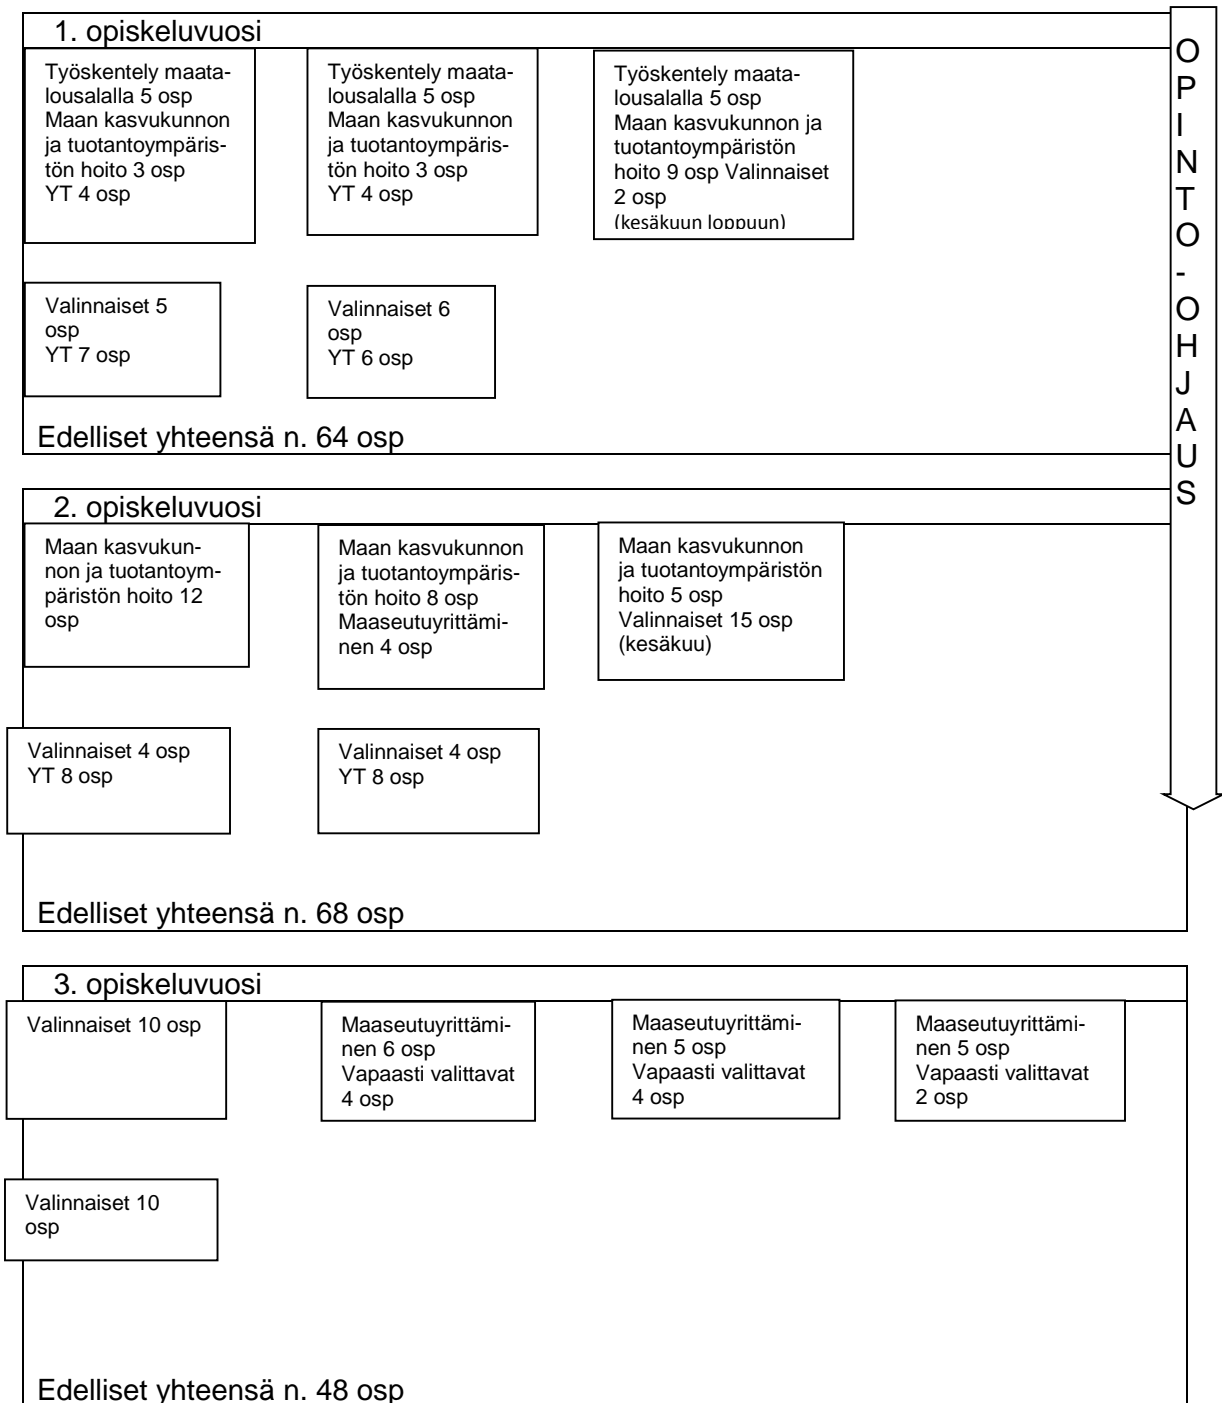 1. opiskeluvuosi
Työskentely maata-
lousalalla 5 osp
Maan kasvukunnon
ja tuotantoympäris-
tön hoito 3 osp
YT 4 osp
Työskentely maata-
lousalalla 5 osp
Maan kasvukunnon
ja tuotantoympäris-
tön hoito 3 osp
YT 4 osp
Työskentely maata-
lousalalla 5 osp
Maan kasvukunnon ja
tuotantoympäristön
hoito 9 osp Valinnaiset
2 osp
(kesäkuun loppuun)
Valinnaiset 5
osp
YT 7 osp
Valinnaiset 6
osp
YT 6 osp
Edelliset yhteensä n. 64 osp
O
P
I
N
T
O
-
O
H
J
A
U
S
2. opiskeluvuosi
Maan kasvukun-
non ja tuotantoym-
päristön hoito 12
osp
Maan kasvukunnon
ja tuotantoympäris-
tön hoito 8 osp
Maaseutuyrittämi-
nen 4 osp
Maan kasvukunnon
ja tuotantoympäristön
hoito 5 osp
Valinnaiset 15 osp
(kesäkuu)
Valinnaiset 4 osp
YT 8 osp
Valinnaiset 4 osp
YT 8 osp
Edelliset yhteensä n. 68 osp
3. opiskeluvuosi
Valinnaiset 10 osp
Maaseutuyrittämi-
nen 6 osp
Vapaasti valittavat
4 osp
Maaseutuyrittämi-
nen 5 osp
Vapaasti valittavat
4 osp
Maaseutuyrittämi-
nen 5 osp
Vapaasti valittavat
2 osp
Valinnaiset 10
osp
Edelliset yhteensä n. 48 osp